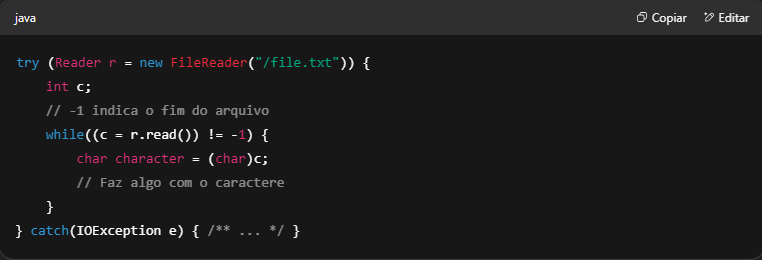 java
Copiar
Editar
try (Reader r = new FileReader("/file.txt")) {
    int c;
    // -1 indica o fim do arquivo
    while((c = r.read()) != -1) {
        char character = (char)c;
        // Faz algo com o caractere
    }
} catch(IOException e) { /** ... */ }